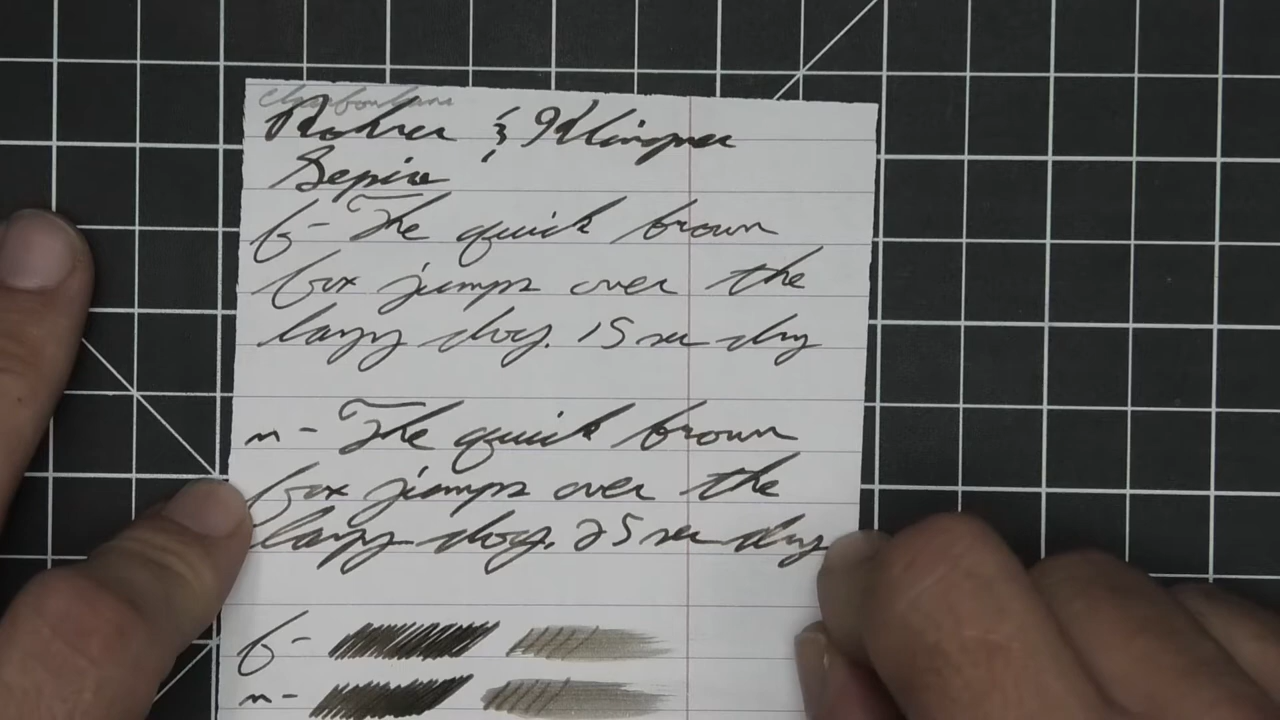 Rohrer & Klingner
Sepia
f- The quick brown
fox jumps over the
lazy dog. 15 sec dry
m- The quick brown
fox jumps over the
lazy dog. 25 sec dry
f-
m-